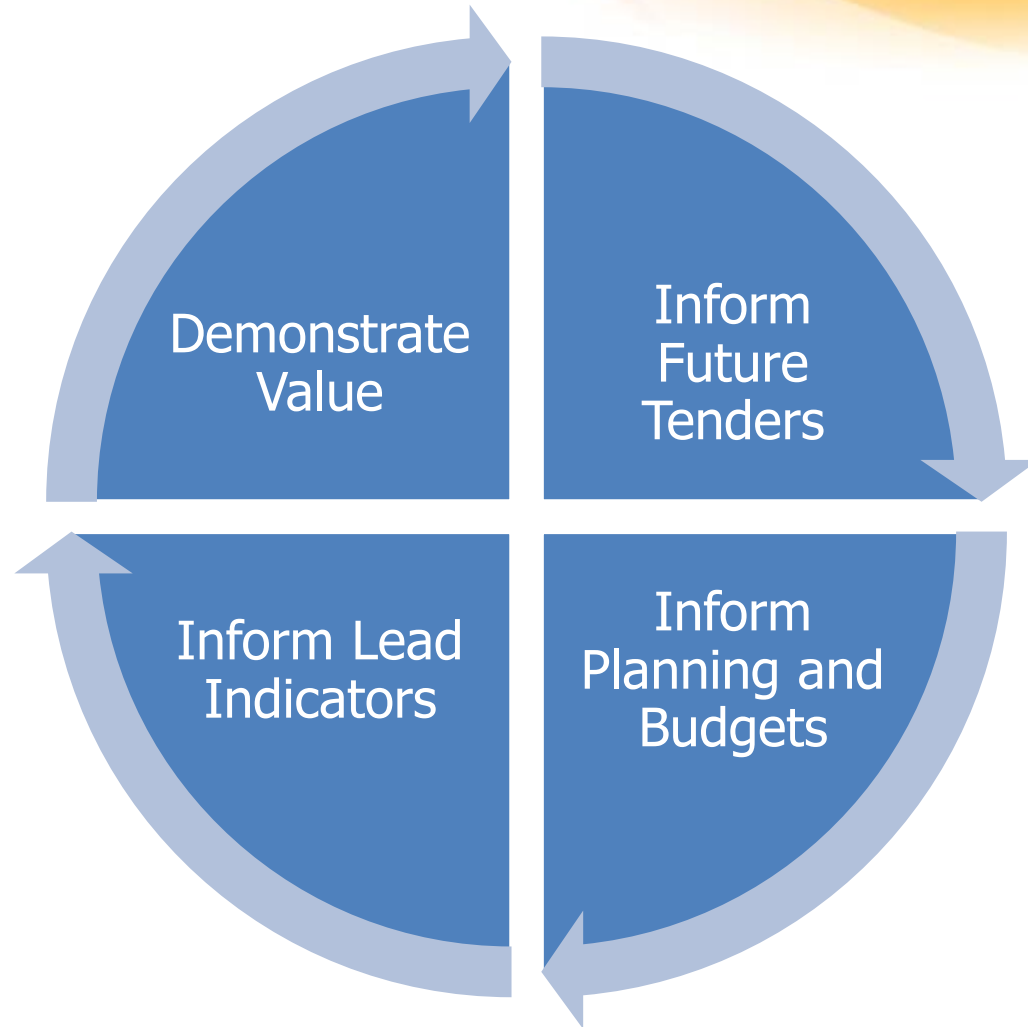 Demonstrate
Value
Inform
Future
Tenders
Inform Lead
Indicators
Inform
Planning and
Budgets